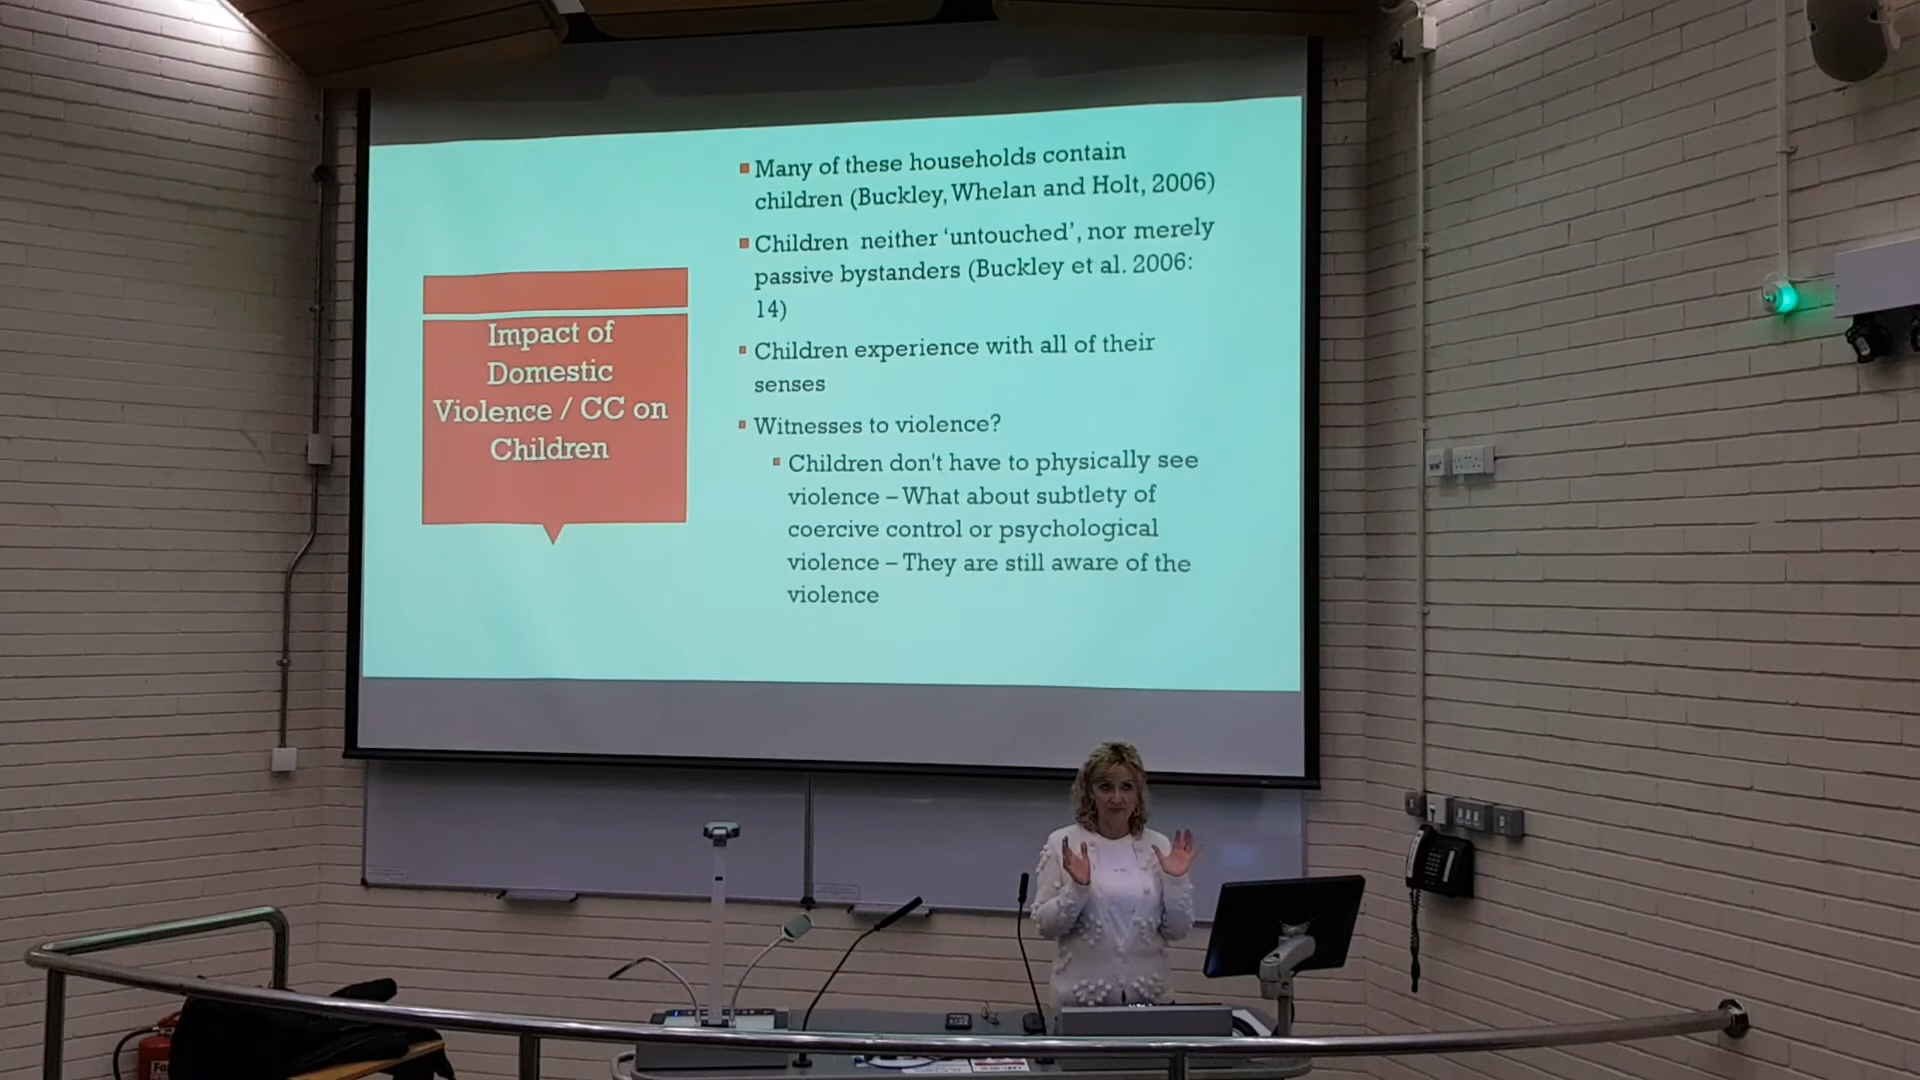 Impact of
Domestic
Violence / CC on
Children
Many of these households contain
children (Buckley, Whelan and Holt, 2006)
Children neither ‘untouched’, nor merely
passive bystanders (Buckley et al. 2006:
14)
Children experience with all of their
senses
Witnesses to violence?
Children don't have to physically see
violence – What about subtlety of
coercive control or psychological
violence – They are still aware of the
violence